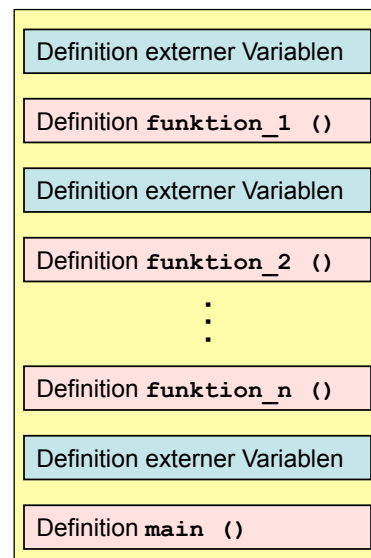 Definition externer Variablen
Definition funktion_1 ()
Definition externer Variablen
Definition funktion_2 ()
Definition funktion_n ()
Definition externer Variablen
Definition main ()